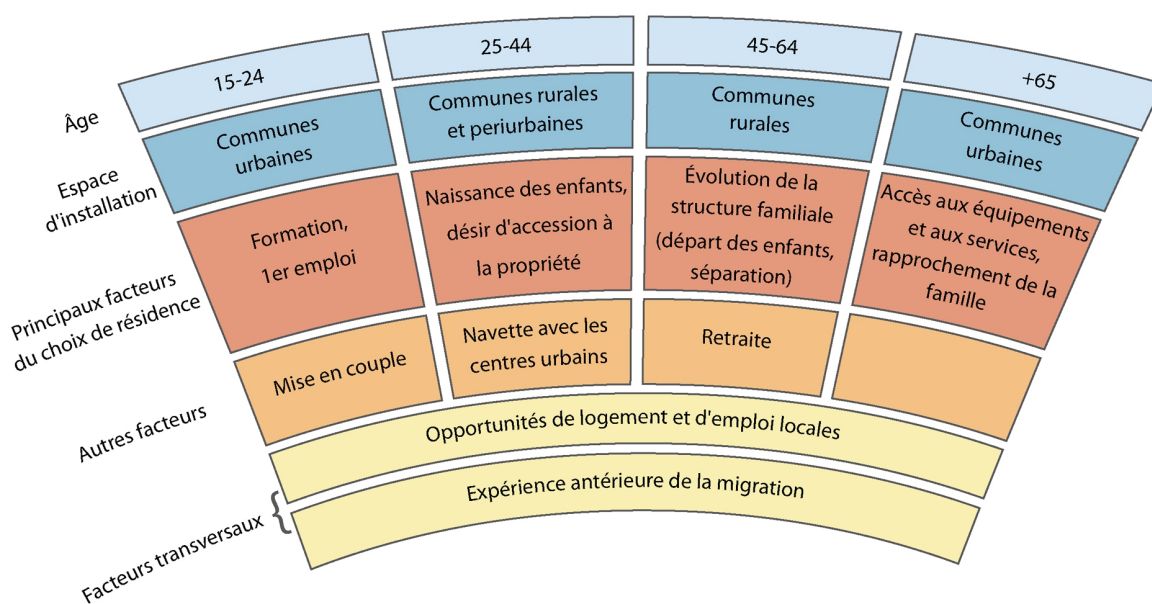 Âge
15-24
25-44
45-64
+65
Espace
d'installation
Communes
urbaines
Communes rurales
et periurbaines
Communes
rurales
Communes
urbaines
Principaux facteurs
du choix de résidence
Formation,
1er emploi
Naissance des enfants,
désir d'accession à
la propriété
Évolution de la
structure familiale
(départ des enfants,
séparation)
Accès aux équipements
et aux services,
rapprochement de la
famille
Autres facteurs
Mise en couple
Navette avec les
centres urbains
Retraite
Facteurs transversaux
{
Opportunités de logement et d'emploi locales
Expérience antérieure de la migration